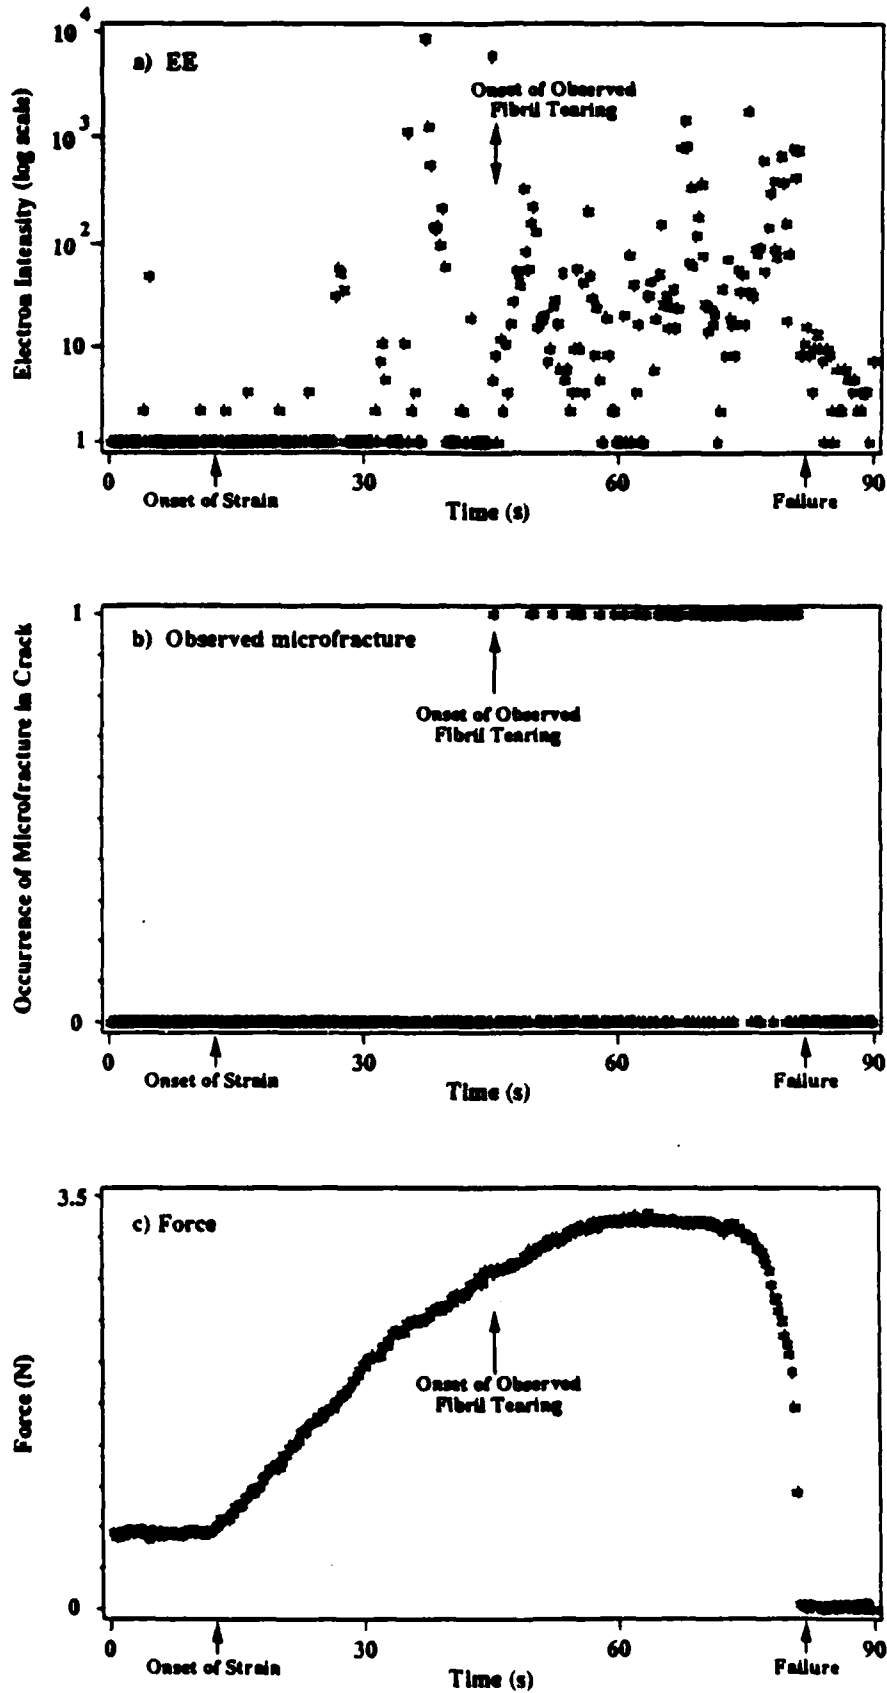 10^4
a) EE
Onset of Observed
Fibril Tearing
10^3
10^2
10
1
Electron Intensity (log scale)
0
30
60
90
Onset of Strain
Time (s)
Failure
1
b) Observed microfracture
Onset of Observed
Fibril Tearing
Occurrence of Microfracture in Crack
0
0
30
60
90
Onset of Strain
Time (s)
Failure
3.5
c) Force
Onset of Observed
Fibril Tearing
Force (N)
0
0
30
60
90
Onset of Strain
Time (s)
Failure